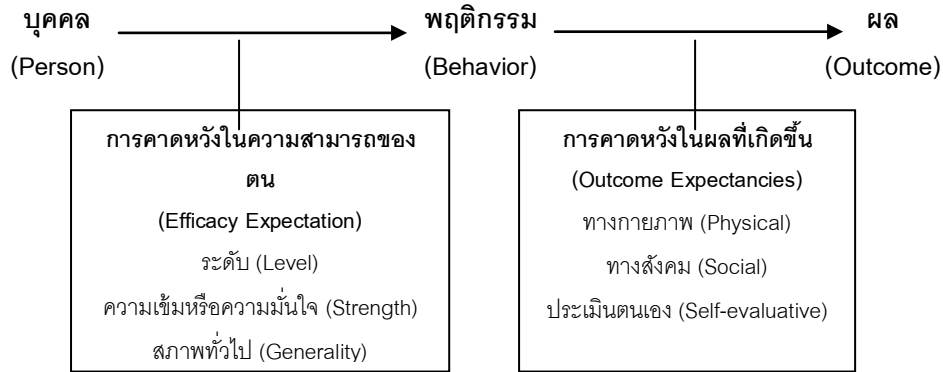 บุคคล พฤติกรรม ผล
(Person) (Behavior) (Outcome)
การคาดหวังในความสามารถของ
ตน
(Efficacy Expectation)
ระดับ (Level)
ความเข้มหรือความมั่นใจ (Strength)
สภาพทั่วไป (Generality)
การคาดหวังในผลที่เกิดขึ้น
(Outcome Expectancies)
ทางกายภาพ (Physical)
ทางสังคม (Social)
ประเมินตนเอง (Self-evaluative)